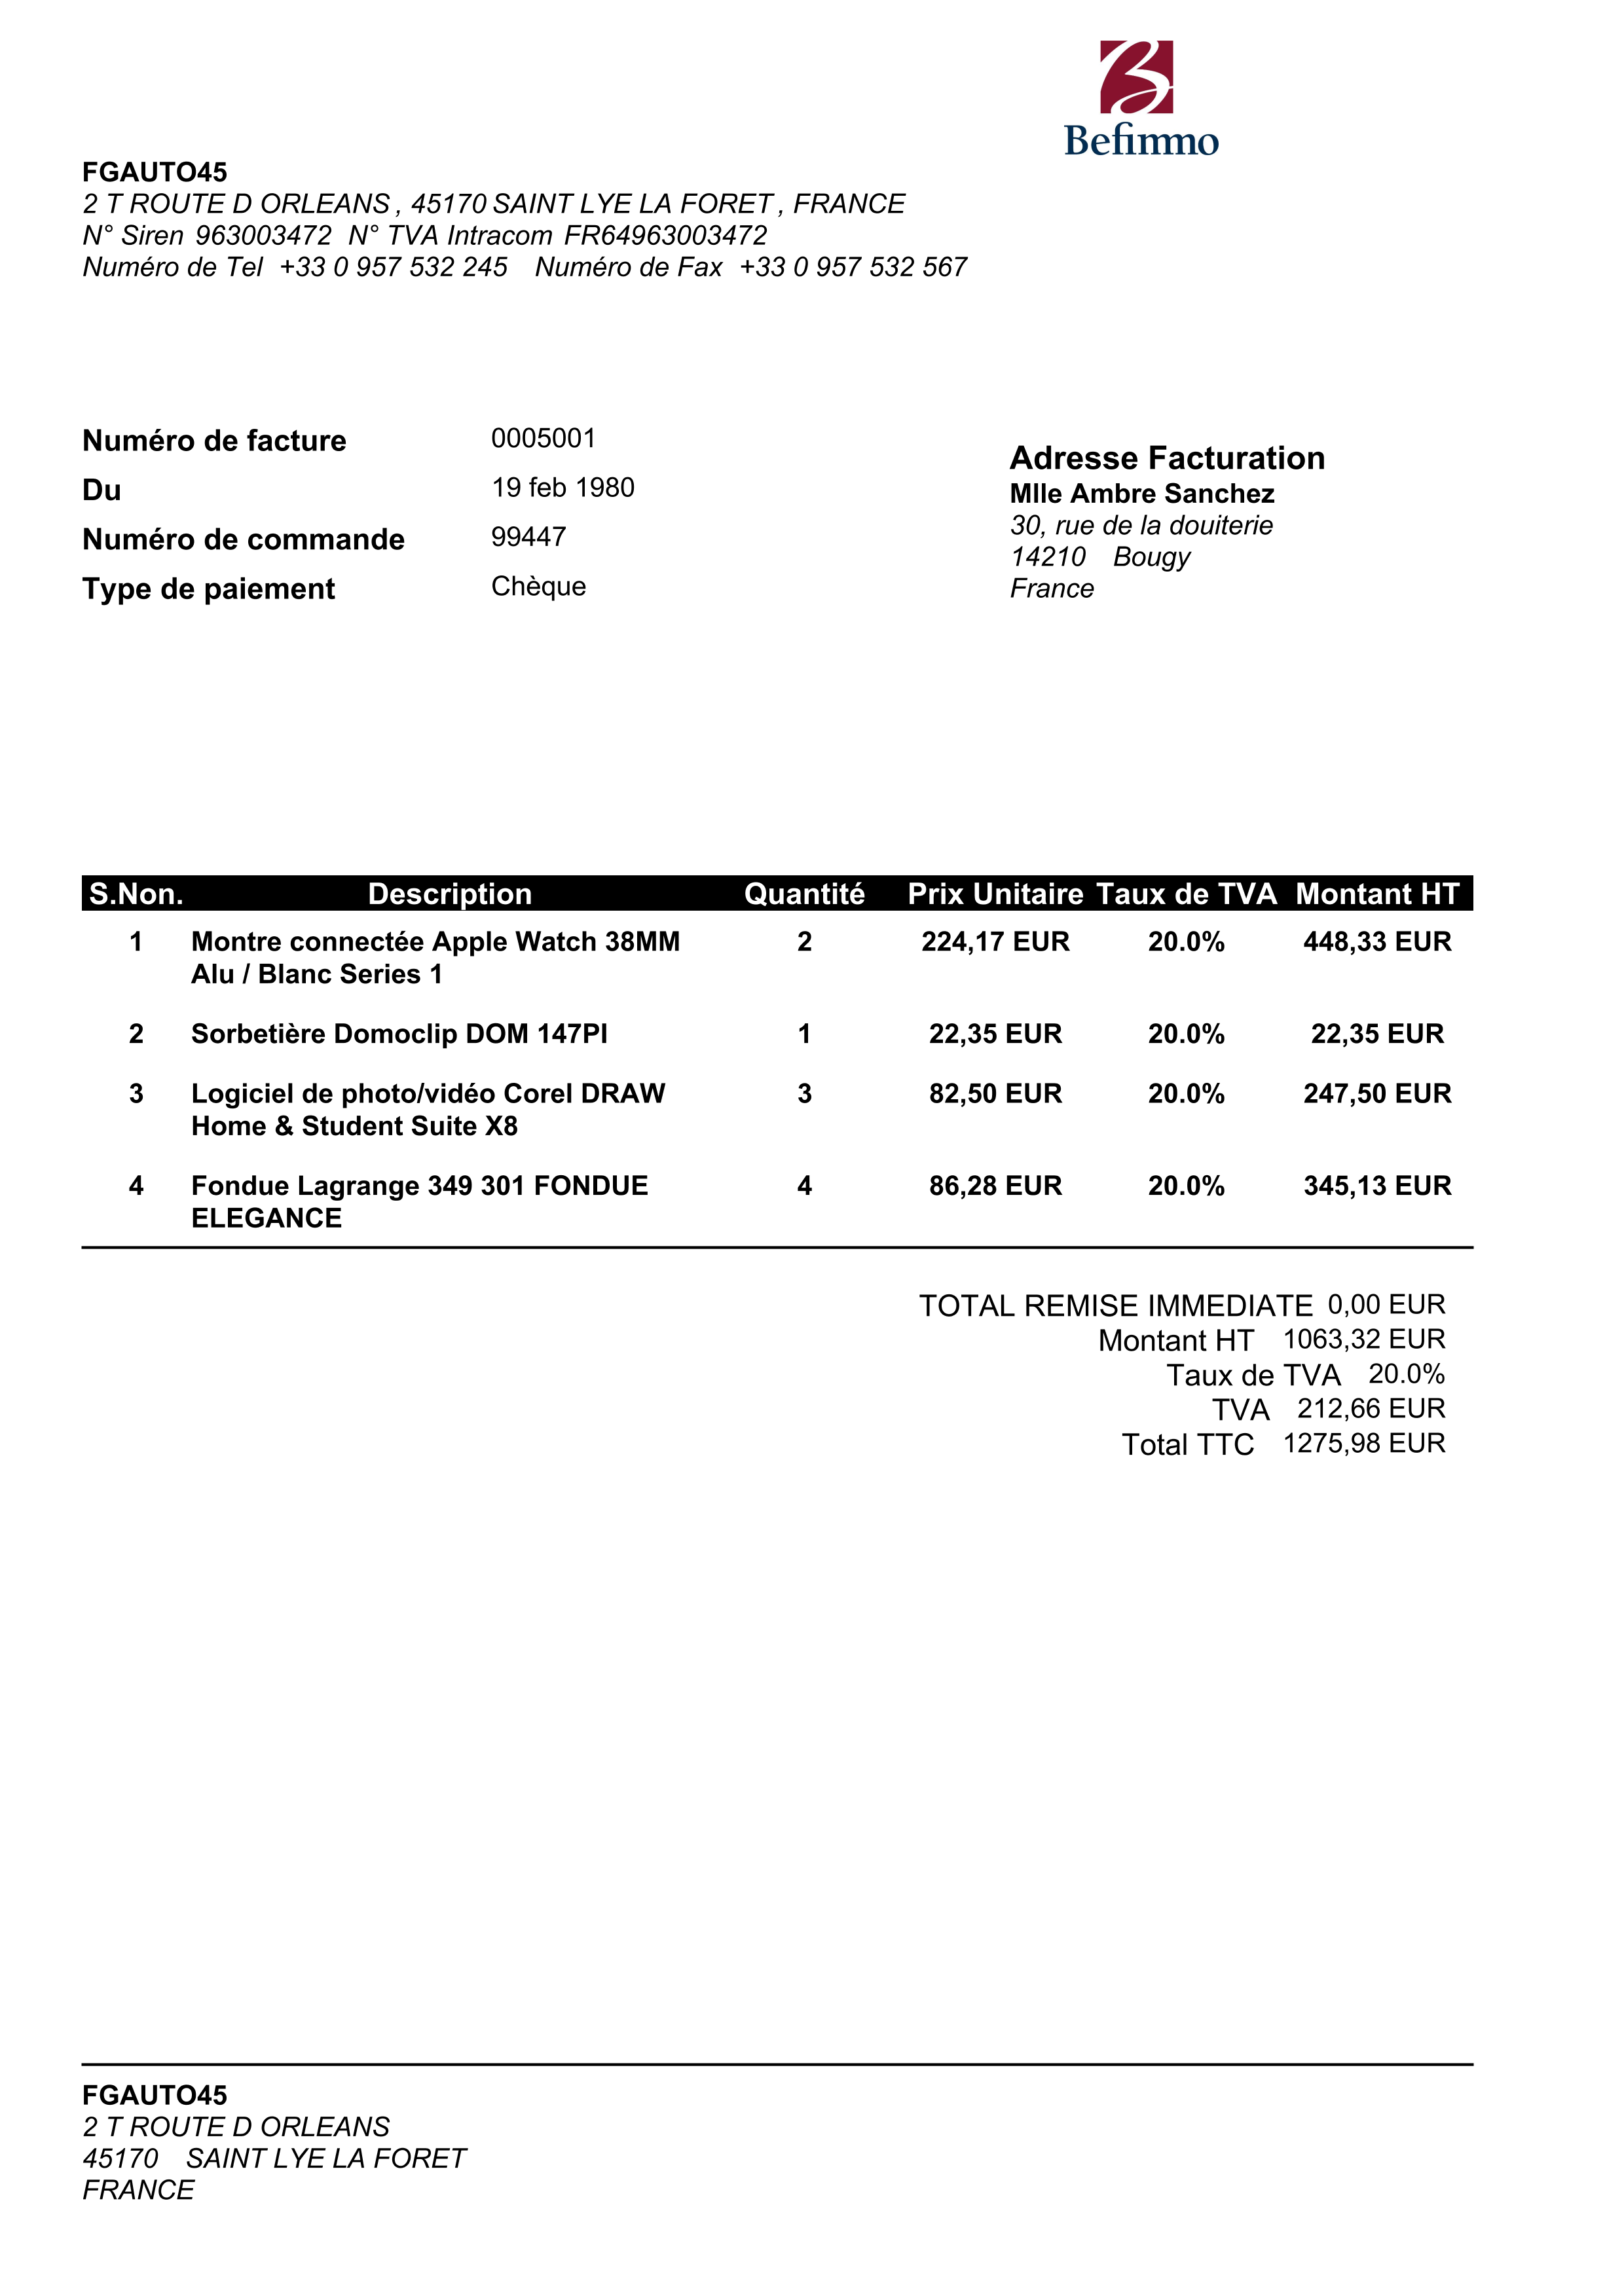 Befimmo
FGAUTO45
2 T ROUTE D ORLEANS , 45170 SAINT LYE LA FORET , FRANCE
N° Siren 963003472 N° TVA Intracom FR64963003472
Numéro de Tel +33 0 957 532 245 Numéro de Fax +33 0 957 532 567
Numéro de facture 0005001
Du 19 feb 1980
Numéro de commande 99447
Type de paiement Chèque
Adresse Facturation
Mlle Ambre Sanchez
30, rue de la douiterie
14210 Bougy
France
S.Non. Description Quantité Prix Unitaire Taux de TVA Montant HT
1 Montre connectée Apple Watch 38MM 2 224,17 EUR 20.0% 448,33 EUR
Alu / Blanc Series 1
2 Sorbetière Domoclip DOM 147PI 1 22,35 EUR 20.0% 22,35 EUR
3 Logiciel de photo/vidéo Corel DRAW 3 82,50 EUR 20.0% 247,50 EUR
Home & Student Suite X8
4 Fondue Lagrange 349 301 FONDUE 4 86,28 EUR 20.0% 345,13 EUR
ELEGANCE
TOTAL REMISE IMMEDIATE 0,00 EUR
Montant HT 1063,32 EUR
Taux de TVA 20.0%
TVA 212,66 EUR
Total TTC 1275,98 EUR
FGAUTO45
2 T ROUTE D ORLEANS
45170 SAINT LYE LA FORET
FRANCE